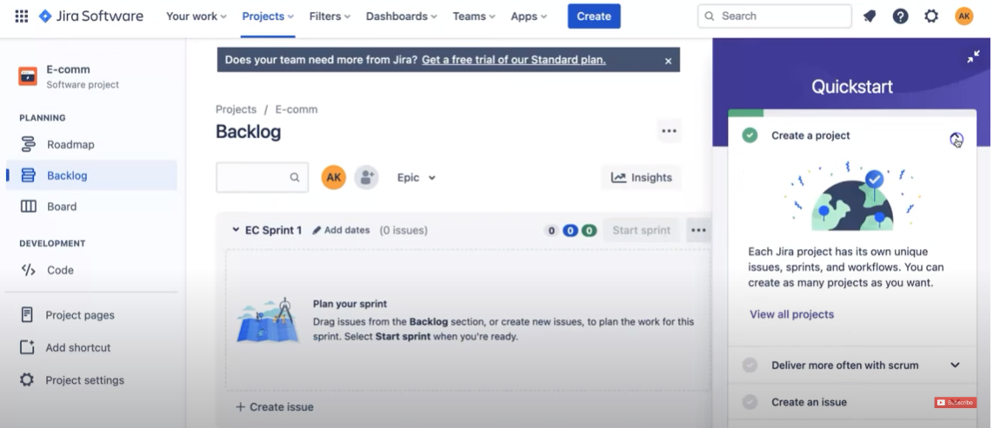 Jira Software
Your work
Projects
Filters
Dashboards
Teams
Apps
Create
Search
AK
E-comm
Software project
PLANNING
Roadmap
Backlog
Board
DEVELOPMENT
Code
Project pages
Add shortcut
Project settings
Does your team need more from Jira? Get a free trial of our Standard plan.
Projects / E-comm
Backlog
AK
Epic
Insights
EC Sprint 1 Add dates (0 issues) 0 0 0 Start sprint
Plan your sprint
Drag issues from the Backlog section, or create new issues, to plan the work for this
sprint. Select Start sprint when you're ready.
+ Create issue
Quickstart
Create a project
Each Jira project has its own unique
issues, sprints, and workflows. You can
create as many projects as you want.
View all projects
Deliver more often with scrum
Create an issue
Subscribe